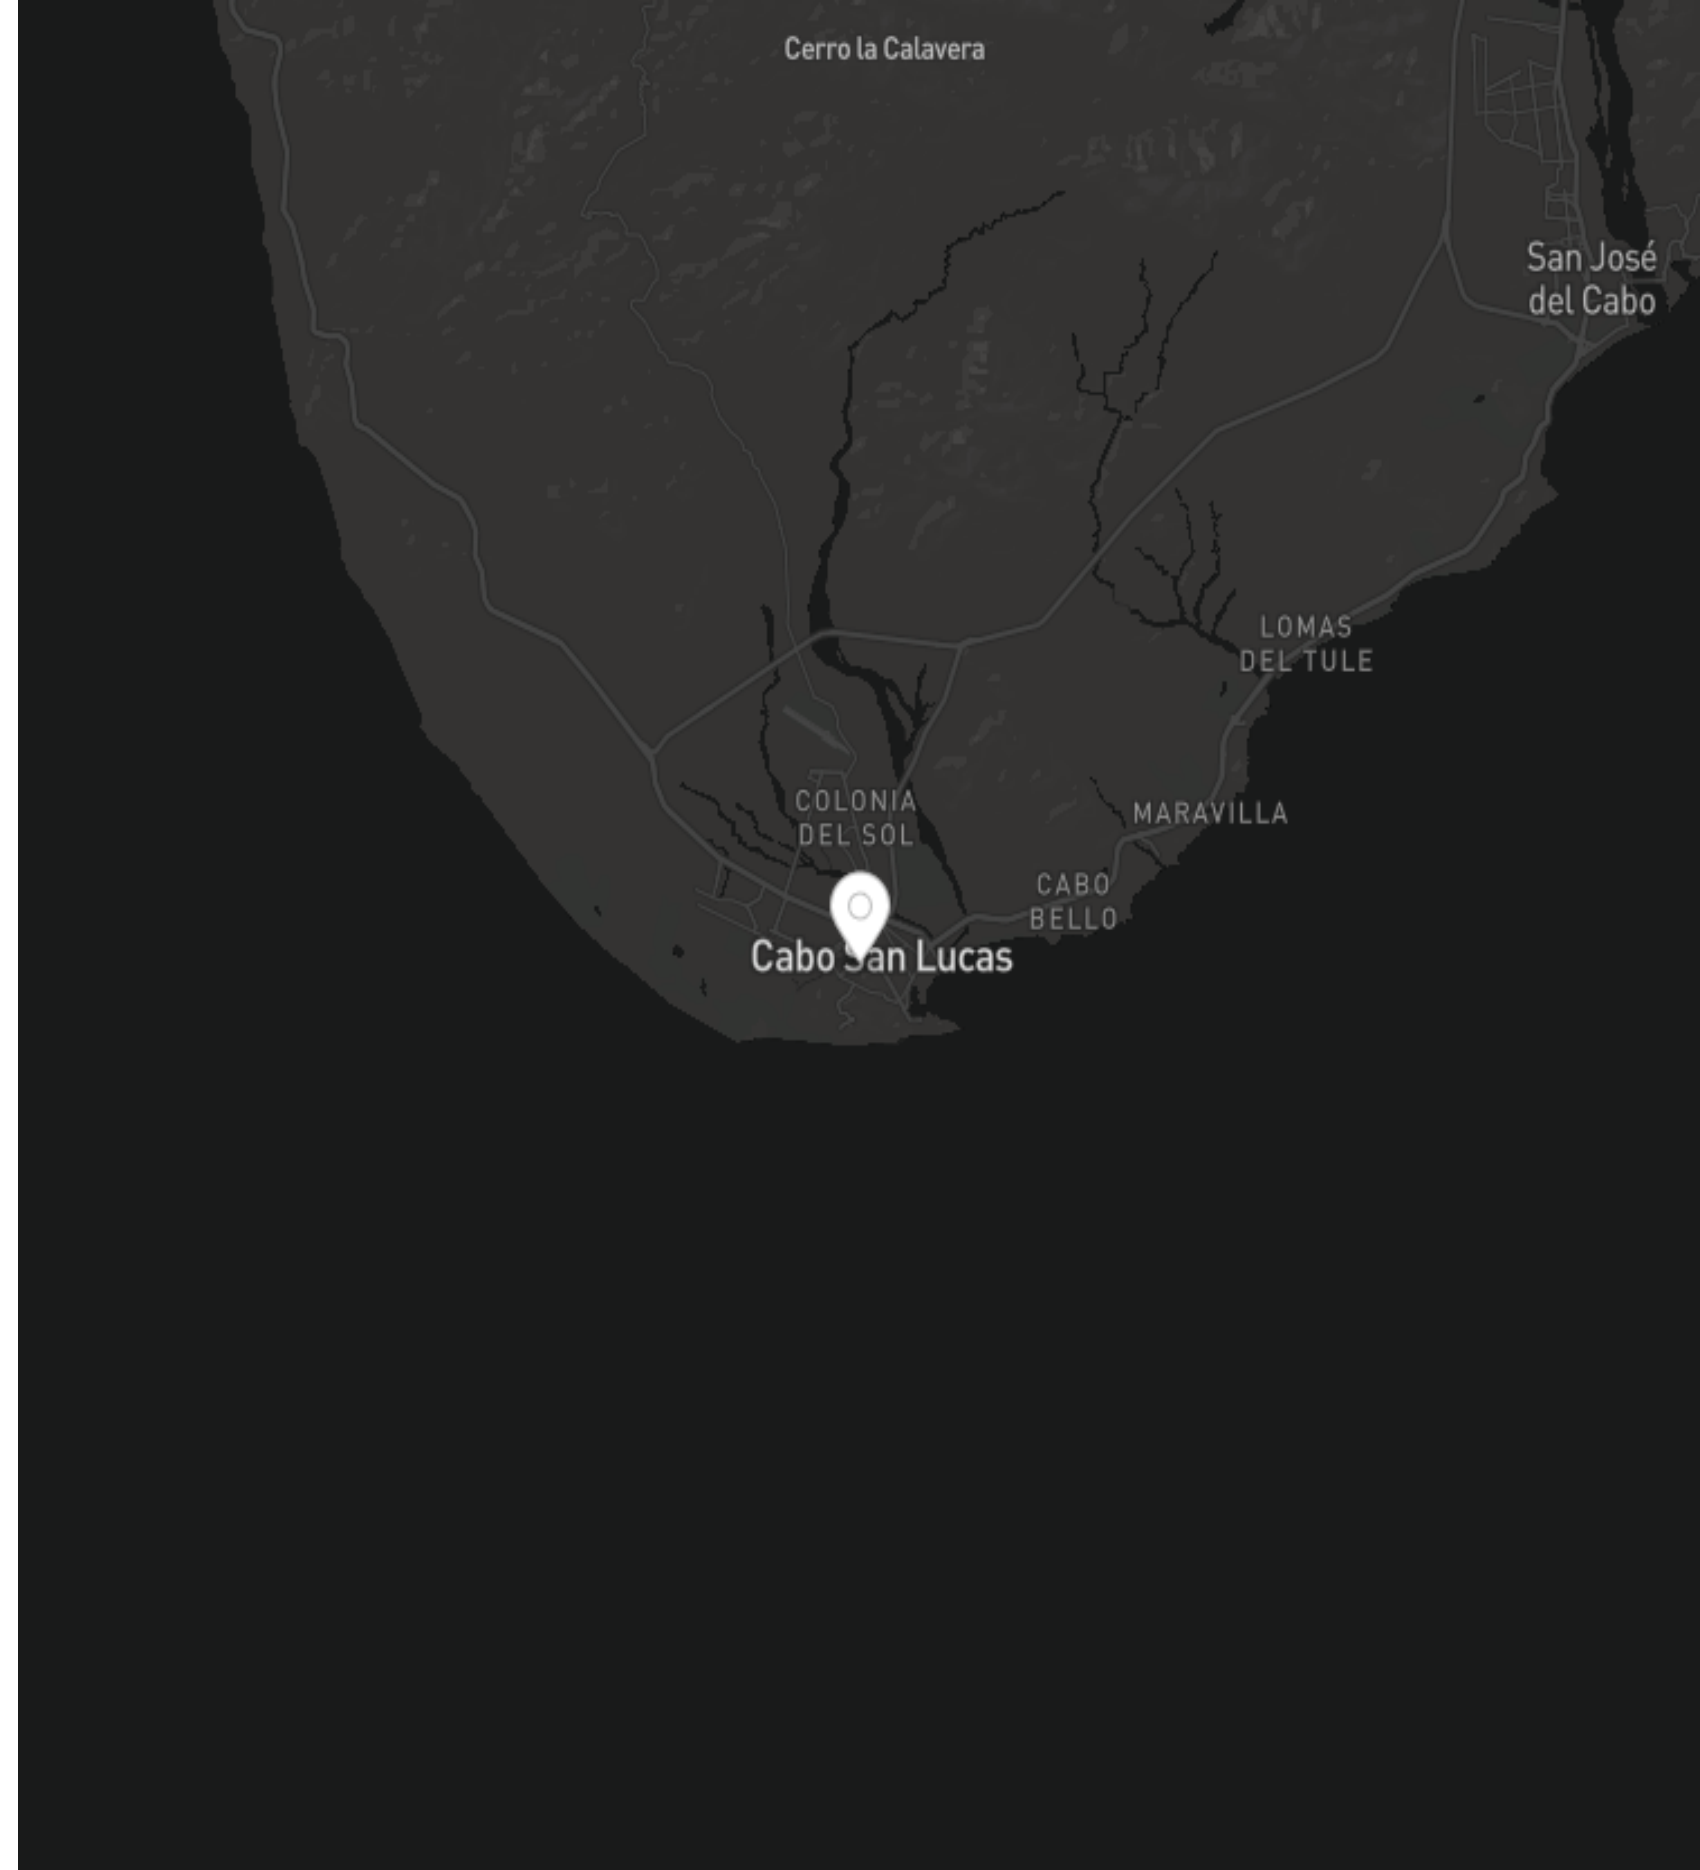 Cerro la Calavera
San José
del Cabo
LOMAS
DEL TULE
COLONIA
DEL SOL
MARAVILLA
CABO
BELLO
Cabo San Lucas